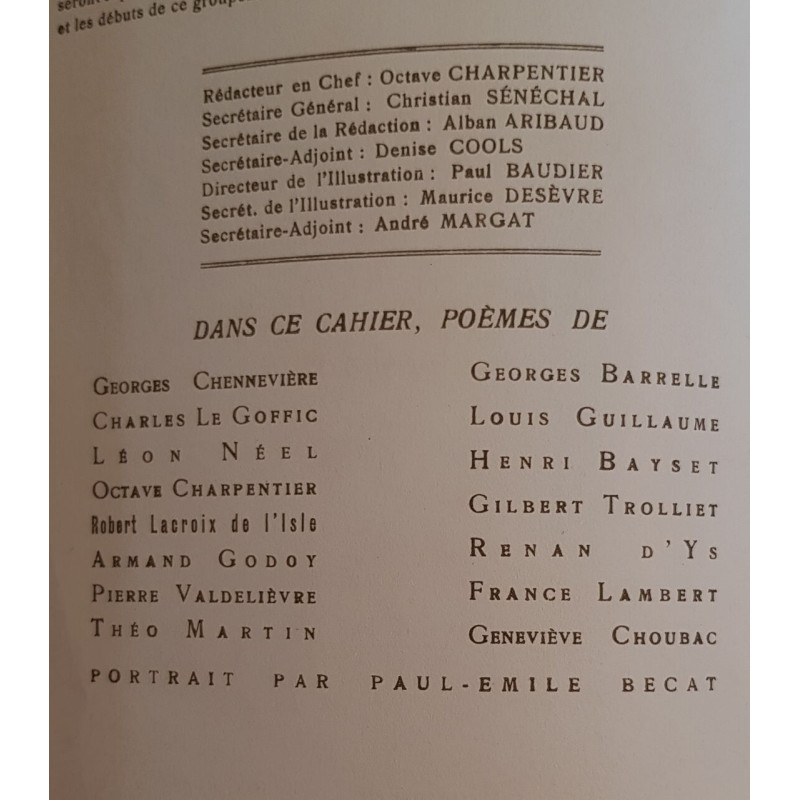 et les débuts de ce
Rédacteur en Chef : Octave CHARPENTIER
Secrétaire Général : Christian SÉNÉCHAL
Secrétaire de la Rédaction : Alban ARIBAUD
Secrétaire-Adjoint : Denise COOLS
Directeur de l'Illustration : Paul BAUDIER
Secrét. de l'Illustration : Maurice DESÈVRE
Secrétaire-Adjoint : André MARGAT
DANS CE CAHIER, POÈMES DE
GEORGES CHENNEVIÈRE
CHARLES LE GOFFIC
LÉON NÉEL
OCTAVE CHARPENTIER
Robert Lacroix de l'Isle
ARMAND GODOY
PIERRE VALDELIÈVRE
THÉO MARTIN
GEORGES BARRELLE
LOUIS GUILLAUME
HENRI BAYSET
GILBERT TROLLIET
RENAN D'YS
FRANCE LAMBERT
GENEVIÈVE CHOUBAC
PORTRAIT PAR PAUL-EMILE BECAT